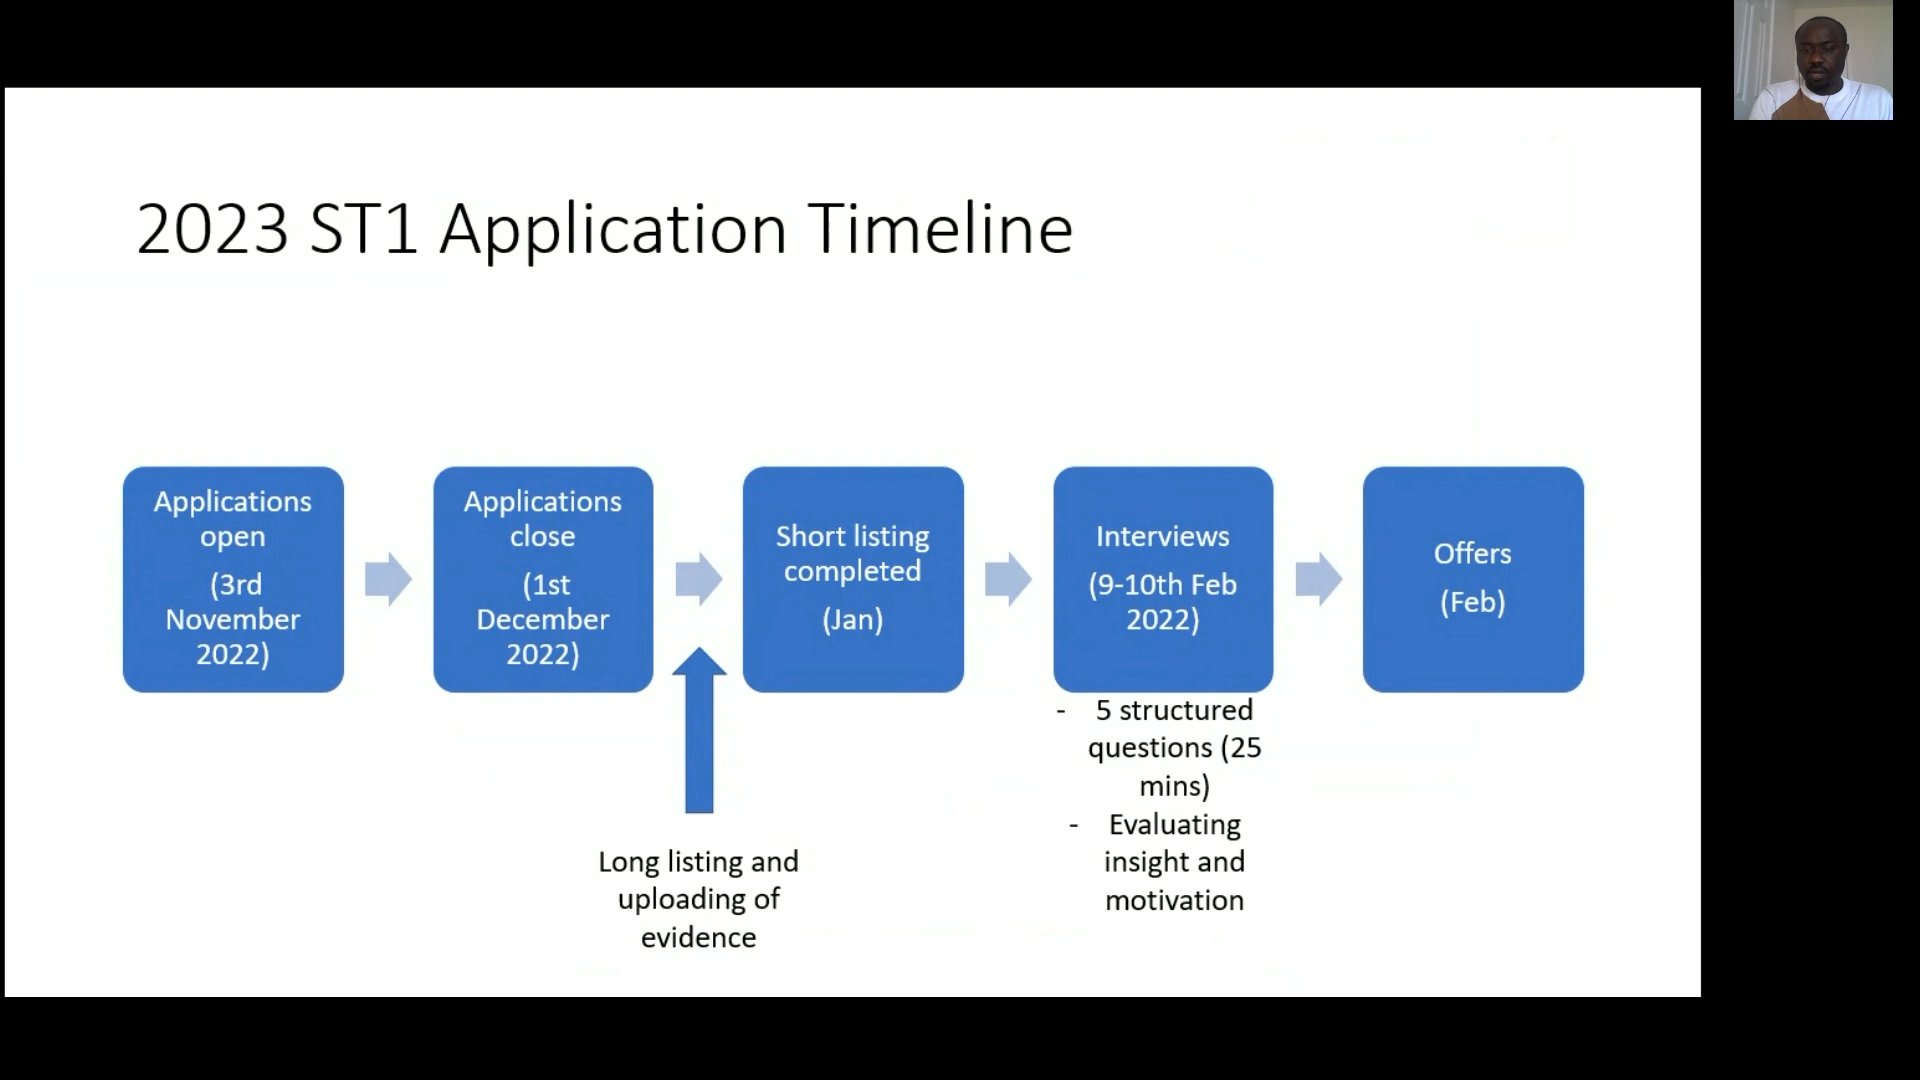 2023 ST1 Application Timeline
Applications
open
(3rd
November
2022)
Applications
close
(1st
December
2022)
Short listing
completed
(Jan)
Interviews
(9-10th Feb
2022)
Offers
(Feb)
Long listing and
uploading of
evidence
- 5 structured
questions (25
mins)
- Evaluating
insight and
motivation